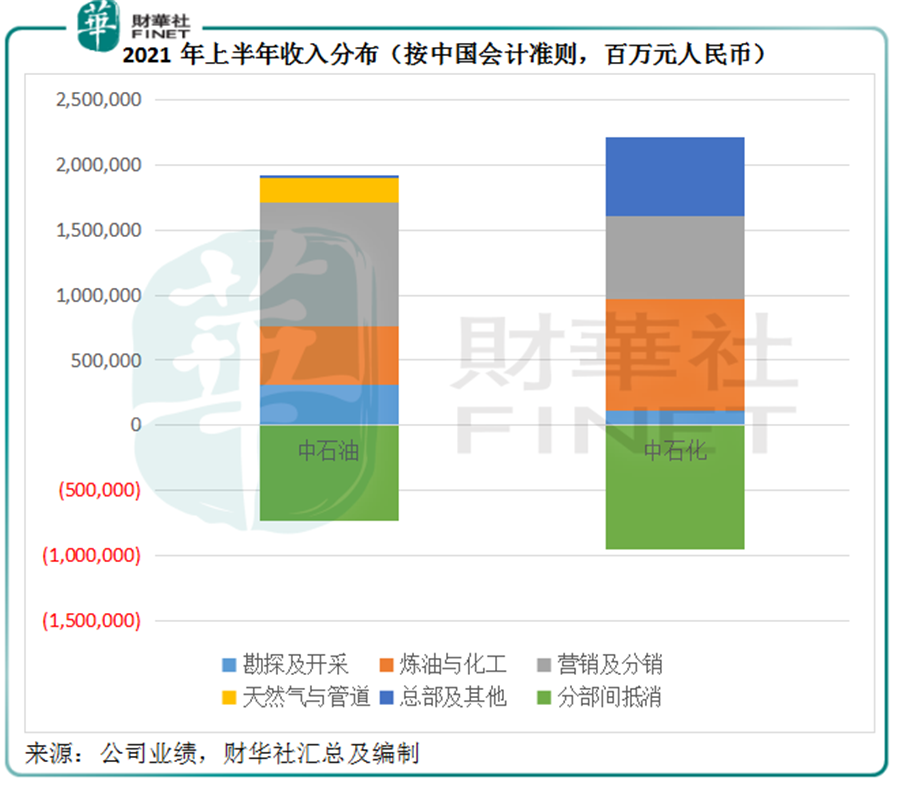 華 財華社
FINET
2021 年上半年收入分布（按中国会计准则，百万元人民币）
2,500,000
2,000,000
1,500,000
1,000,000
500,000
0
(500,000)
(1,000,000)
(1,500,000)
中石油 中石化
華 財華社
FINET
勘探及开采 炼油与化工 营销及分销
天然气与管道 总部及其他 分部间抵消
来源：公司业绩，财华社汇总及编制